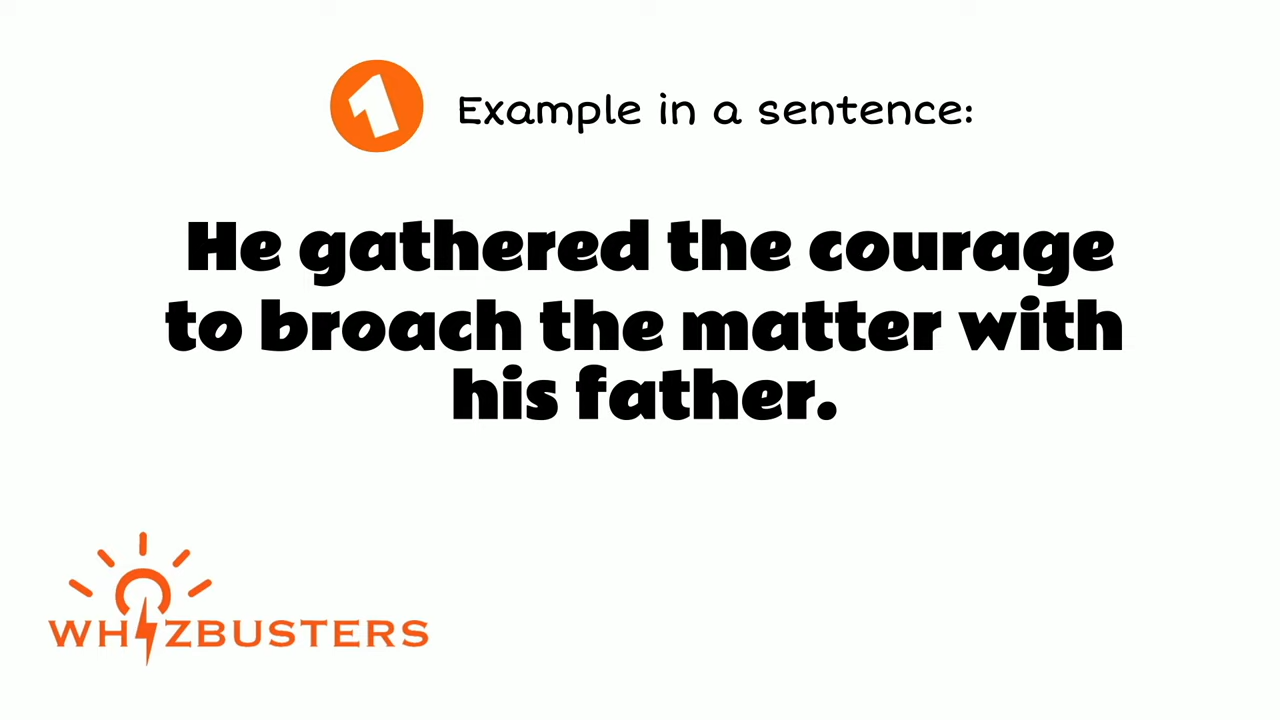 1 Example in a sentence:
He gathered the courage
to broach the matter with
his father.
WHIZBUSTERS